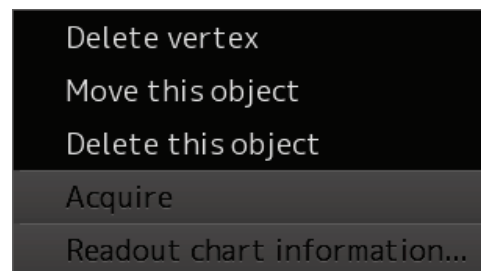 Delete vertex
Move this object
Delete this object
Acquire
Readout chart information...